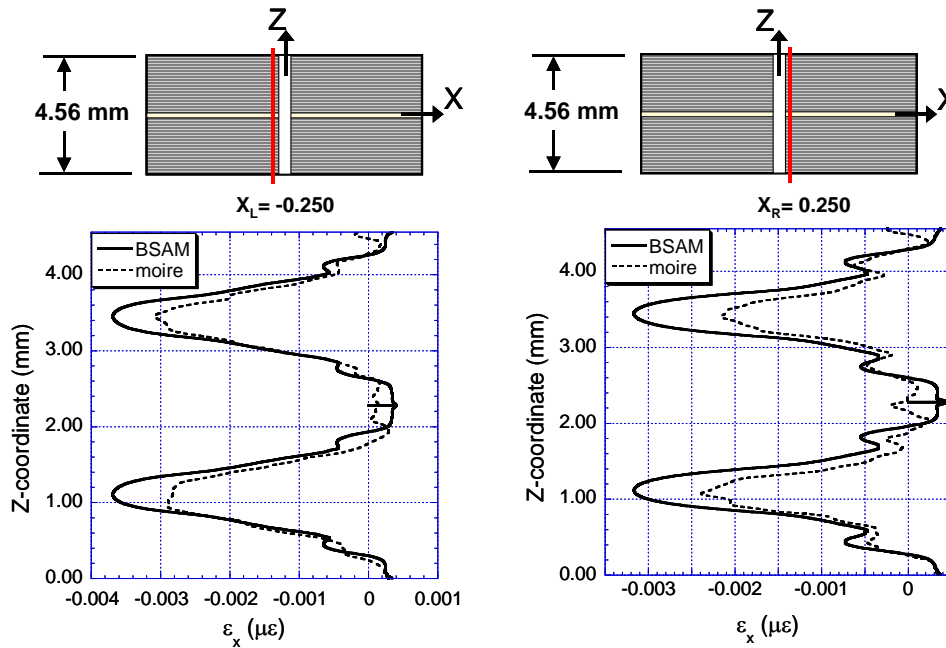 Z
4.56 mm
X
X_L= -0.250
BSAM
moire
4.00
3.00
2.00
1.00
0.00
Z-coordinate (mm)
-0.004 -0.003 -0.002 -0.001 0 0.001
ε_x (με)
Z
4.56 mm
X
X_R= 0.250
BSAM
moire
4.00
3.00
2.00
1.00
0.00
Z-coordinate (mm)
-0.003 -0.002 -0.001 0
ε_x (με)